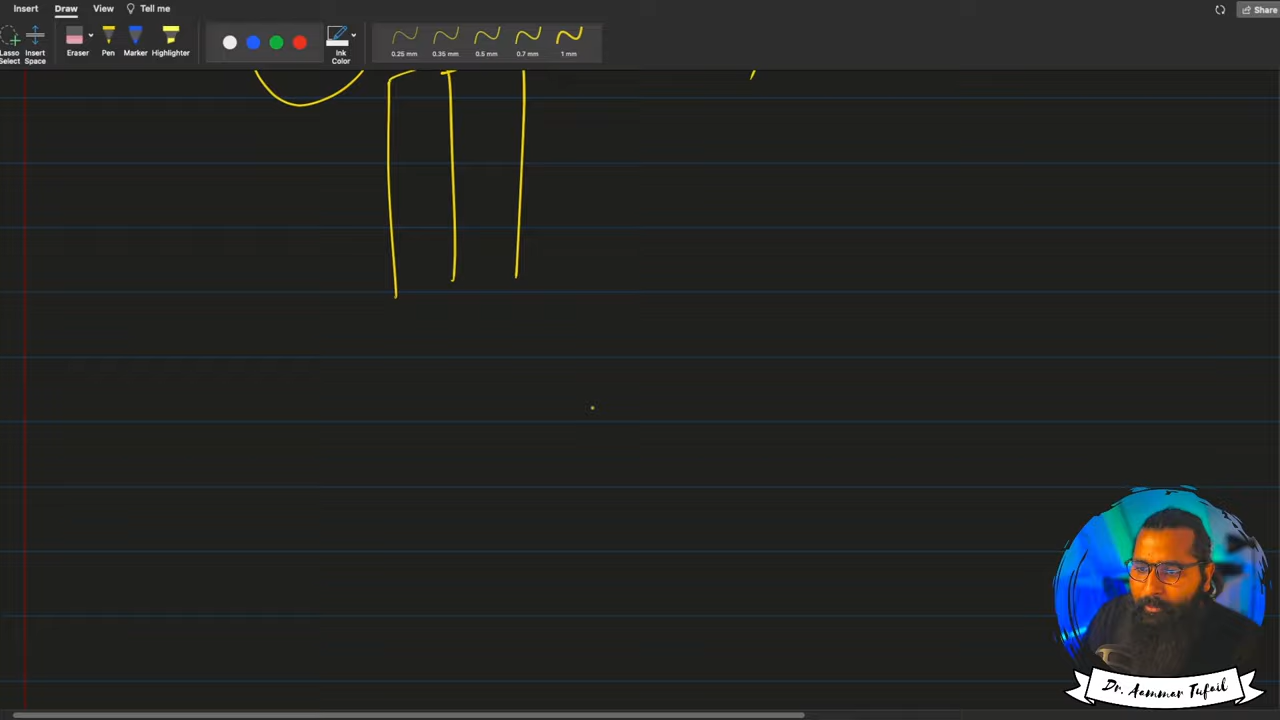 Insert Draw View Tell me
Share
Lasso Select
Insert Space
Eraser
Pen
Marker
Highlighter
Ink Color
0.25 mm
0.35 mm
0.5 mm
0.7 mm
1 mm
Dr. Aammar Tufail